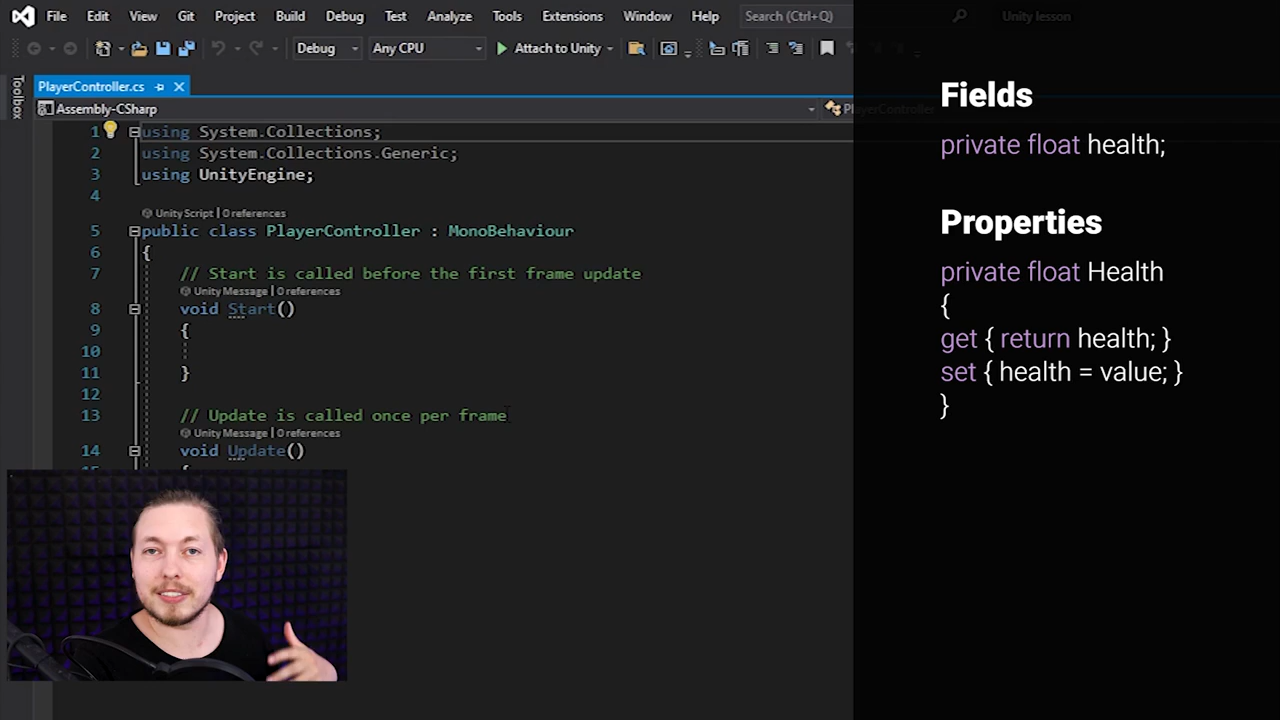 File Edit View Git Project Build Debug Test Analyze Tools Extensions Window Help Search (Ctrl+Q) Unity lesson
Debug Any CPU Attach to Unity
Toolbox
PlayerController.cs
Assembly-CSharp PlayerController
1 using System.Collections;
2 using System.Collections.Generic;
3 using UnityEngine;
4
Unity Script | 0 references
5 public class PlayerController : MonoBehaviour
6 {
7 // Start is called before the first frame update
Unity Message | 0 references
8 void Start()
9 {
10
11 }
12
13 // Update is called once per frame
Unity Message | 0 references
14 void Update()
15 {
Fields
private float health;
Properties
private float Health
{
get { return health; }
set { health = value; }
}